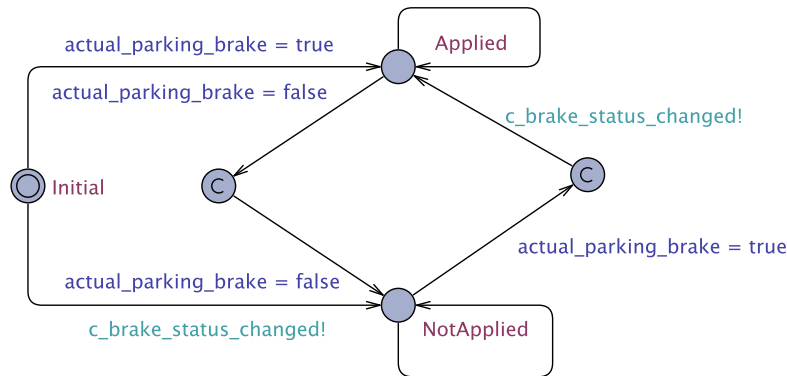 actual_parking_brake = true
Applied
actual_parking_brake = false
c_brake_status_changed!
C
C
Initial
actual_parking_brake = true
actual_parking_brake = false
c_brake_status_changed!
NotApplied